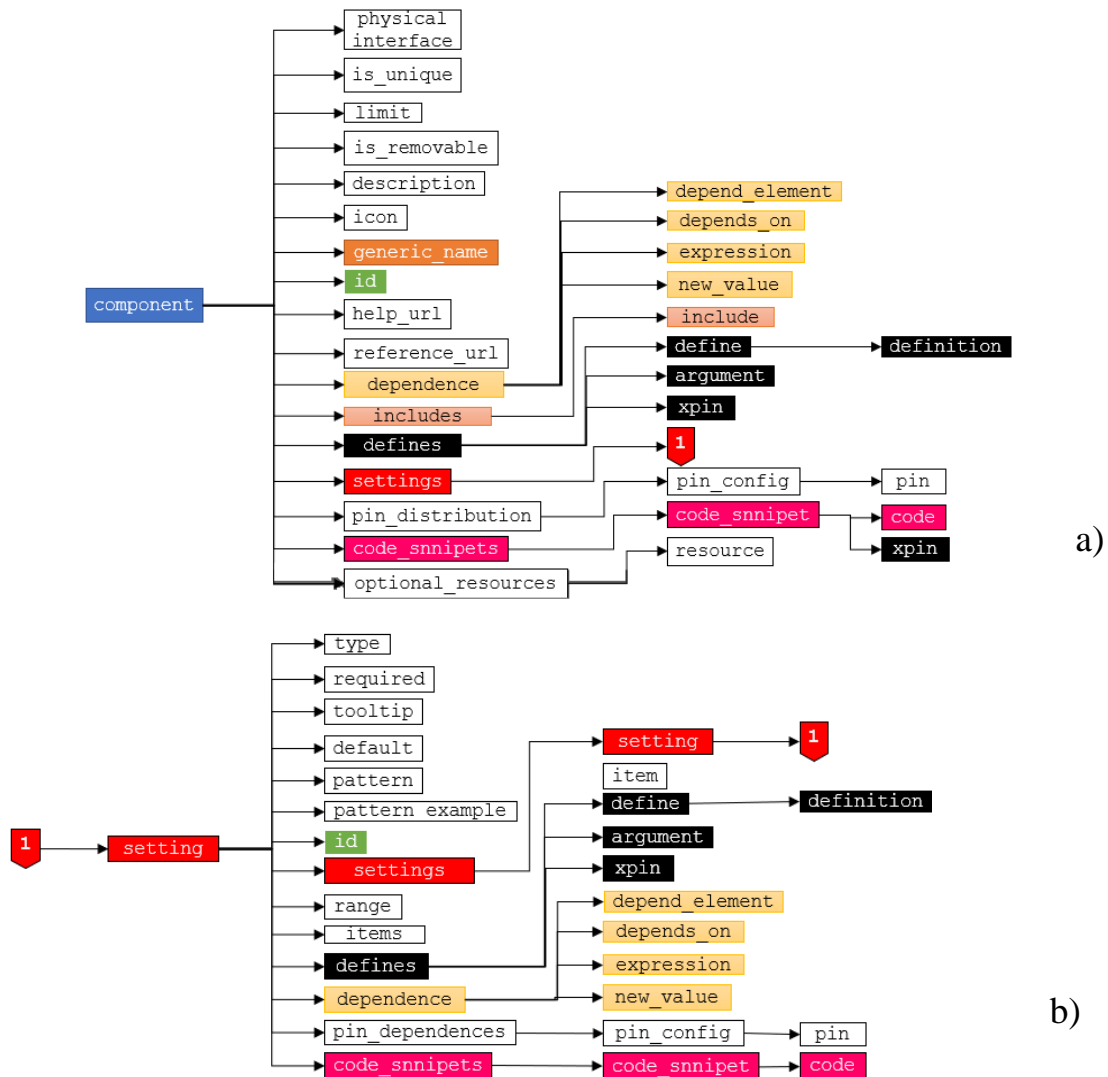 physical
interface
is_unique
limit
is_removable
description
icon
generic_name
id
component
help_url
reference_url
dependence
includes
defines
settings
pin_distribution
code_snnipets
optional_resources
depend_element
depends_on
expression
new_value
include
define
definition
argument
xpin
1
pin_config
pin
code_snnipet
code
xpin
resource
a)
type
required
tooltip
default
pattern
pattern example
1
setting
id
settings
range
items
defines
dependence
pin_dependences
code_snnipets
setting
1
item
define
definition
argument
xpin
depend_element
depends_on
expression
new_value
pin_config
pin
code_snnipet
code
b)